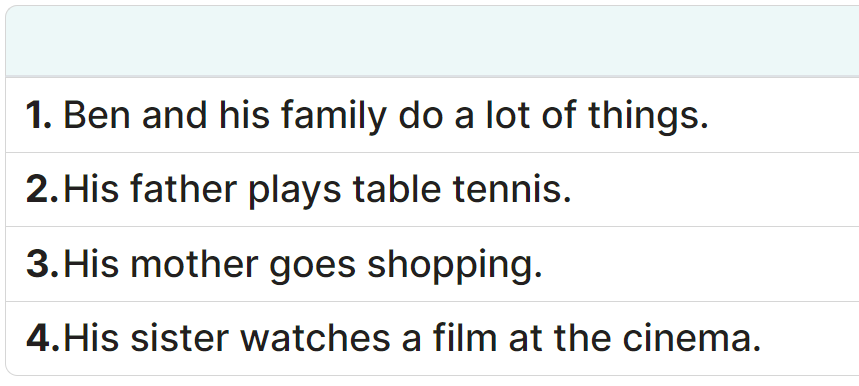 1. Ben and his family do a lot of things.
2.His father plays table tennis.
3.His mother goes shopping.
4.His sister watches a film at the cinema.